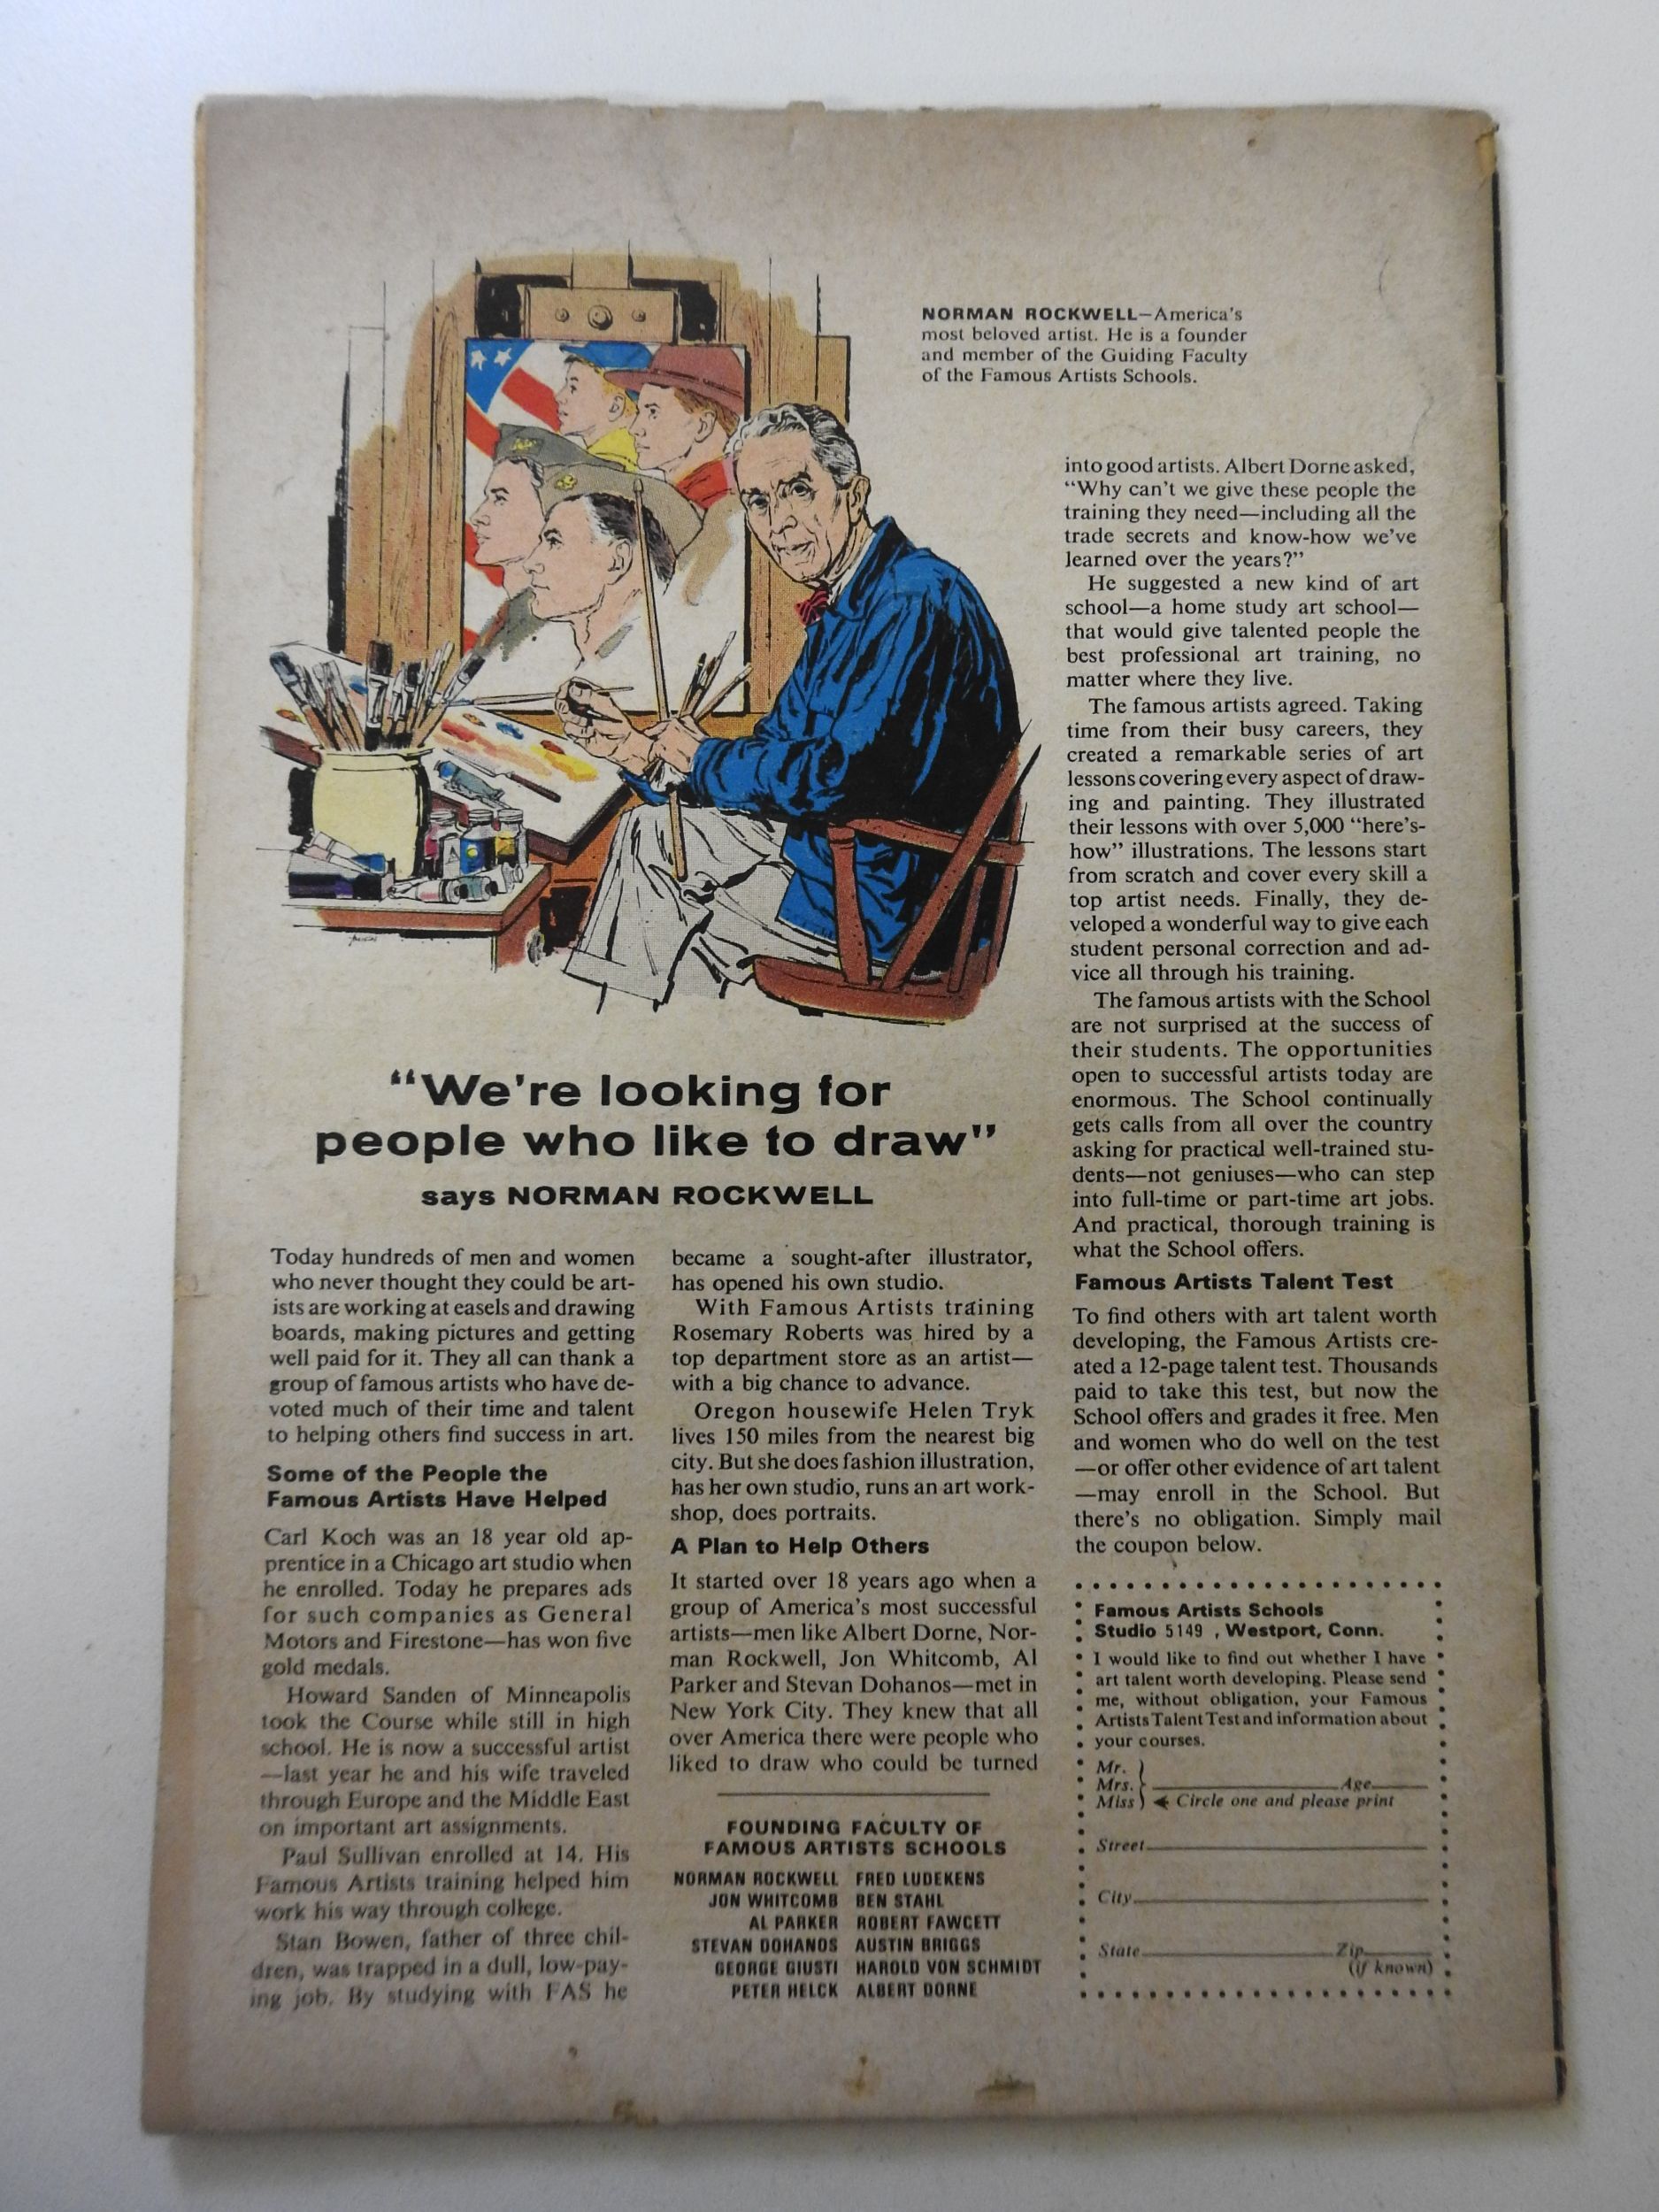 NORMAN ROCKWELL—America's
most beloved artist. He is a founder
and member of the Guiding Faculty
of the Famous Artists Schools.
"We're looking for
people who like to draw"
says NORMAN ROCKWELL
Today hundreds of men and women
who never thought they could be art-
ists are working at easels and drawing
boards, making pictures and getting
well paid for it. They all can thank a
group of famous artists who have de-
voted much of their time and talent
to helping others find success in art.
Some of the People the
Famous Artists Have Helped
Carl Koch was an 18 year old ap-
prentice in a Chicago art studio when
he enrolled. Today he prepares ads
for such companies as General
Motors and Firestone—has won five
gold medals.
Howard Sanden of Minneapolis
took the Course while still in high
school. He is now a successful artist
—last year he and his wife traveled
through Europe and the Middle East
on important art assignments.
Paul Sullivan enrolled at 14. His
Famous Artists training helped him
work his way through college.
Stan Bowen, father of three chil-
dren, was trapped in a dull, low-pay-
ing job. By studying with FAS he
became a sought-after illustrator,
has opened his own studio.
With Famous Artists training
Rosemary Roberts was hired by a
top department store as an artist—
with a big chance to advance.
Oregon housewife Helen Tryk
lives 150 miles from the nearest big
city. But she does fashion illustration,
has her own studio, runs an art work-
shop, does portraits.
A Plan to Help Others
It started over 18 years ago when a
group of America's most successful
artists—men like Albert Dorne, Nor-
man Rockwell, Jon Whitcomb, Al
Parker and Stevan Dohanos—met in
New York City. They knew that all
over America there were people who
liked to draw who could be turned
FOUNDING FACULTY OF
FAMOUS ARTISTS SCHOOLS
NORMAN ROCKWELL FRED LUDEKENS
JON WHITCOMB BEN STAHL
AL PARKER ROBERT FAWCETT
STEVAN DOHANOS AUSTIN BRIGGS
GEORGE GIUSTI HAROLD VON SCHMIDT
PETER HELCK ALBERT DORNE
into good artists. Albert Dorne asked,
"Why can't we give these people the
training they need—including all the
trade secrets and know-how we've
learned over the years?"
He suggested a new kind of art
school—a home study art school—
that would give talented people the
best professional art training, no
matter where they live.
The famous artists agreed. Taking
time from their busy careers, they
created a remarkable series of art
lessons covering every aspect of draw-
ing and painting. They illustrated
their lessons with over 5,000 "here's-
how" illustrations. The lessons start
from scratch and cover every skill a
top artist needs. Finally, they de-
veloped a wonderful way to give each
student personal correction and ad-
vice all through his training.
The famous artists with the School
are not surprised at the success of
their students. The opportunities
open to successful artists today are
enormous. The School continually
gets calls from all over the country
asking for practical well-trained stu-
dents—not geniuses—who can step
into full-time or part-time art jobs.
And practical, thorough training is
what the School offers.
Famous Artists Talent Test
To find others with art talent worth
developing, the Famous Artists cre-
ated a 12-page talent test. Thousands
paid to take this test, but now the
School offers and grades it free. Men
and women who do well on the test
—or offer other evidence of art talent
—may enroll in the School. But
there's no obligation. Simply mail
the coupon below.
Famous Artists Schools
Studio 5149 , Westport, Conn.
I would like to find out whether I have
art talent worth developing. Please send
me, without obligation, your Famous
Artists Talent Test and information about
your courses.
Mr.
Mrs. Age
Miss Circle one and please print
Street
City
State Zip
(if known)